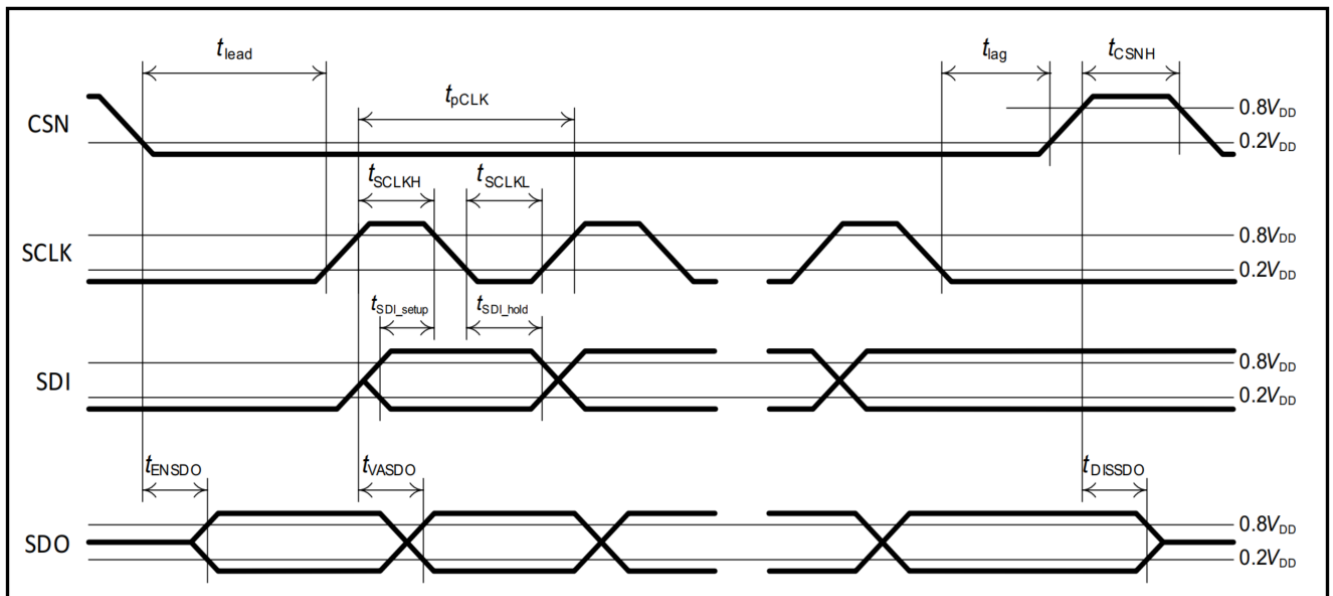 tlead
tlag
tCSNH
tpCLK
CSN
0.8VDD
0.2VDD
tSCLKH
tSCLKL
SCLK
0.8VDD
0.2VDD
tSDI_setup
tSDI_hold
SDI
0.8VDD
0.2VDD
tENSDO
tVASDO
tDISSDO
SDO
0.8VDD
0.2VDD